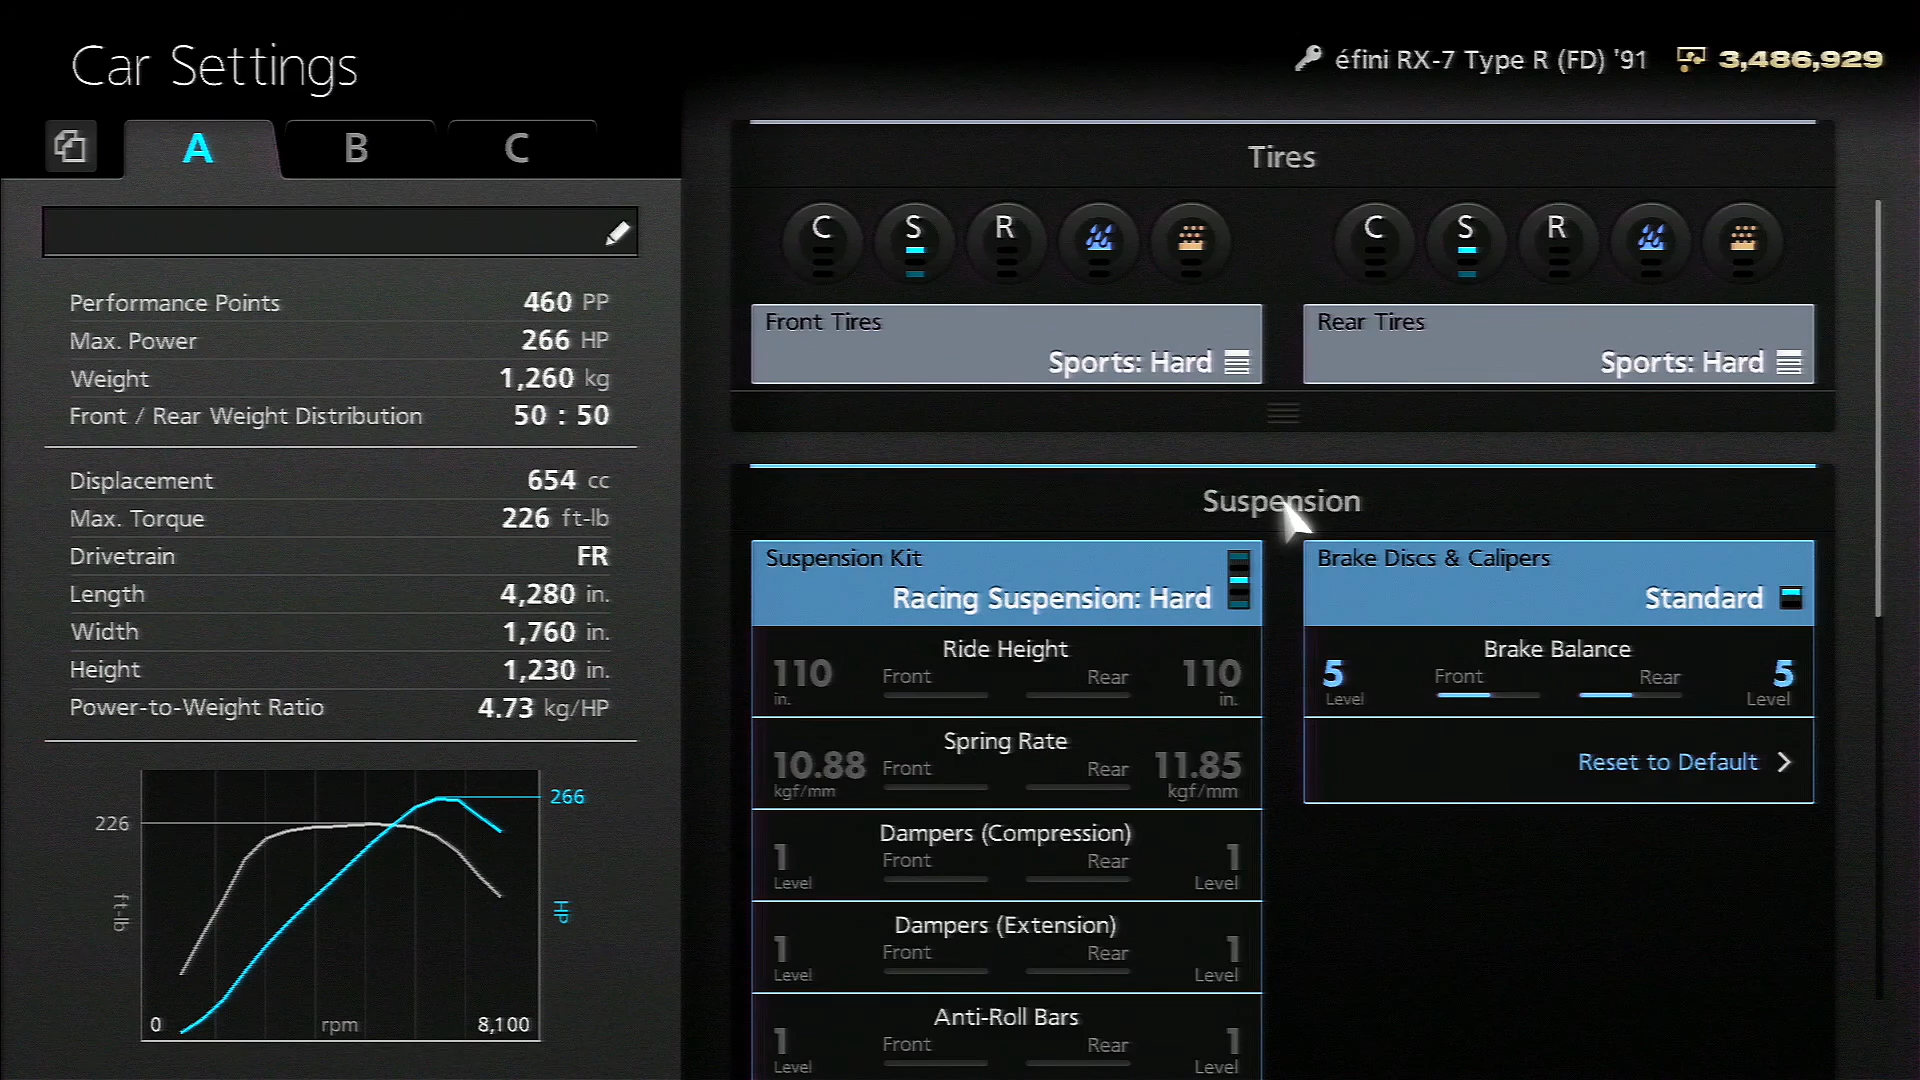 Car Settings
éfini RX-7 Type R (FD) '91
3,486,929
A
B
C
Performance Points 460 PP
Max. Power 266 HP
Weight 1,260 kg
Front / Rear Weight Distribution 50 : 50
Displacement 654 cc
Max. Torque 226 ft-lb
Drivetrain FR
Length 4,280 in.
Width 1,760 in.
Height 1,230 in.
Power-to-Weight Ratio 4.73 kg/HP
266
226
ft-lb
HP
0 rpm 8,100
Tires
C S R
C S R
Front Tires
Sports: Hard
Rear Tires
Sports: Hard
Suspension
Suspension Kit
Racing Suspension: Hard
Ride Height
110 Front Rear 110
in. in.
Spring Rate
10.88 Front Rear 11.85
kgf/mm kgf/mm
Dampers (Compression)
1 Front Rear 1
Level Level
Dampers (Extension)
1 Front Rear 1
Level Level
Anti-Roll Bars
1 Front Rear 1
Level Level
Brake Discs & Calipers
Standard
Brake Balance
5 Front Rear 5
Level Level
Reset to Default